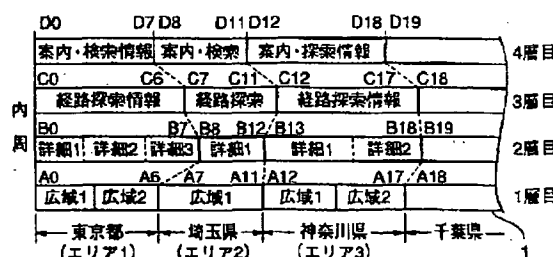 D0 D7 D8 D11 D12 D18 D19
案内・検索情報 案内・検索 案内・探索情報 4層目
C0 C6 C7 C11 C12 C17 C18
経路探索情報 経路探索 経路探索情報 3層目
内周
B0 B7 B8 B12 B13 B18 B19
詳細1 詳細2 詳細3 詳細1 詳細1 詳細2 2層目
A0 A6 A7 A11 A12 A17 A18
広域1 広域2 広域1 広域1 広域2 1層目
東京都 埼玉県 神奈川県 千葉県
(エリア1) (エリア2) (エリア3) 1